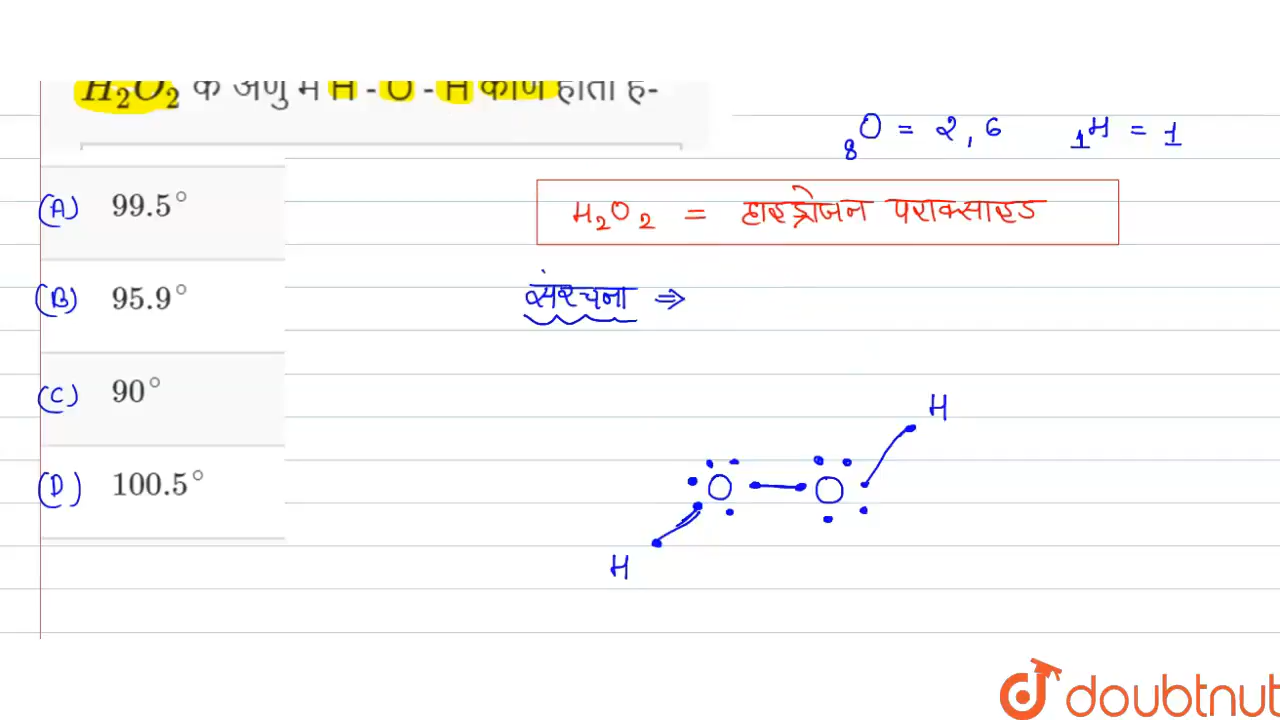 H₂O₂ के अणु में H - O - H कोण होता है-
₈O = 2, 6 ₁H = 1
(A) 99.5°
H₂O₂ = हाइड्रोजन पराक्साइड
(B) 95.9°
संरचना ⇒
(C) 90°
H
O O
(D) 100.5°
H
doubtnut